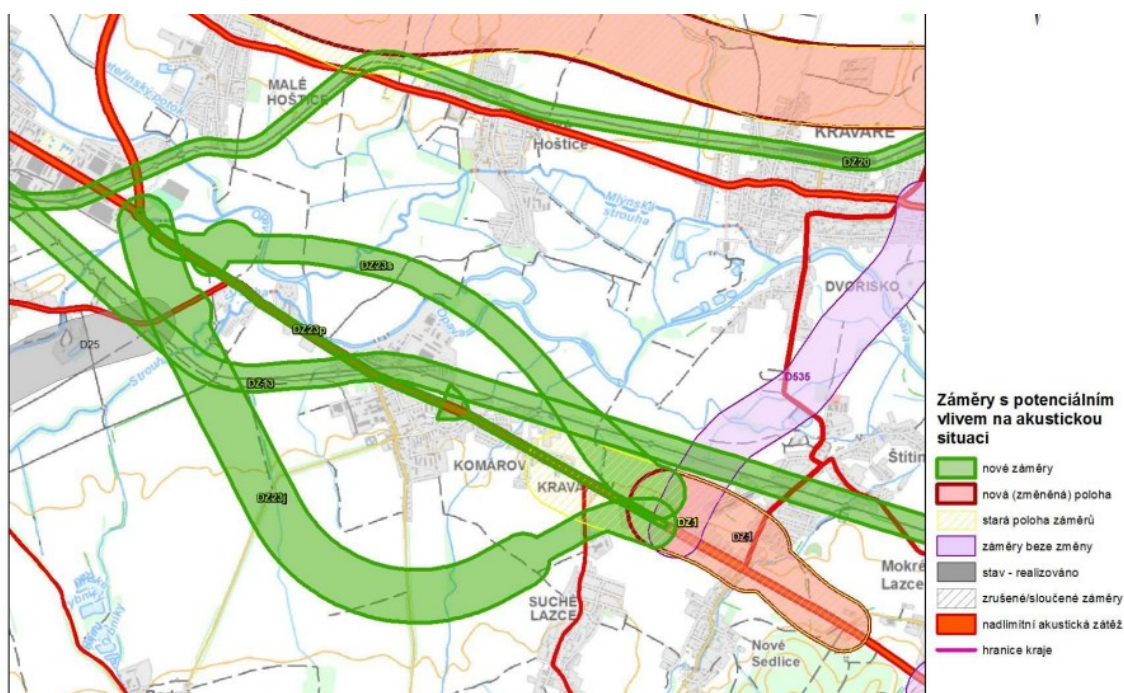 MALÉ
HOŠTICE
Hoštice
KRAVAŘE
DZ20
Mlýnská
strouha
DZ23s
DVOŘISKO
Opava
DZ23p
D25
Strouha
DZ13
D535
Štítin
KOMÁROV
DZ23j
DZ1
DZ1
Mokré
Lazce
SUCHÉ
LAZCE
Nové
Sedlice
Záměry s potenciálním
vlivem na akustickou
situaci
nové záměry
nová (změněná) poloha
stará poloha záměrů
záměry beze změny
stav - realizováno
zrušené/sloučené záměry
nadlimitní akustická zátěž
hranice kraje